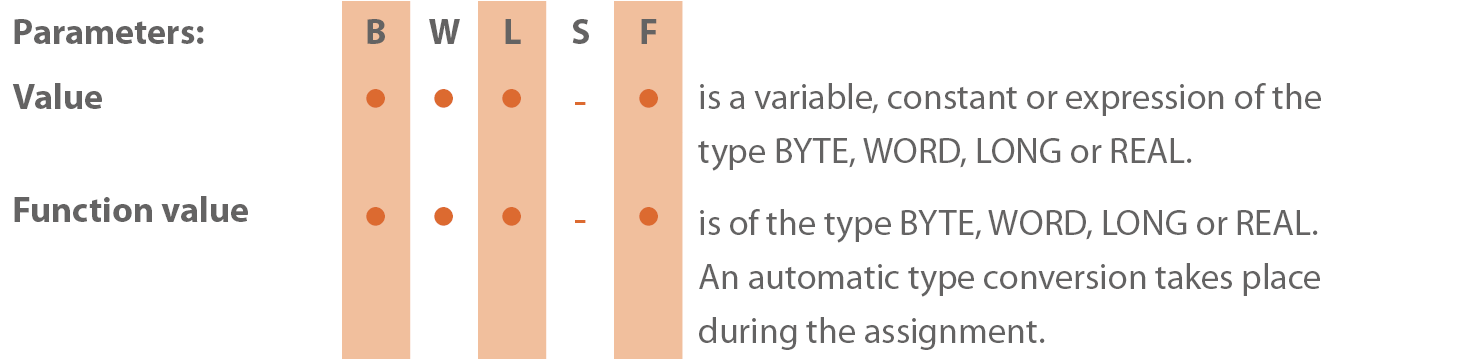 Parameters: B W L S F
Value ● ● ● - ● is a variable, constant or expression of the
type BYTE, WORD, LONG or REAL.
Function value ● ● ● - ● is of the type BYTE, WORD, LONG or REAL.
An automatic type conversion takes place
during the assignment.